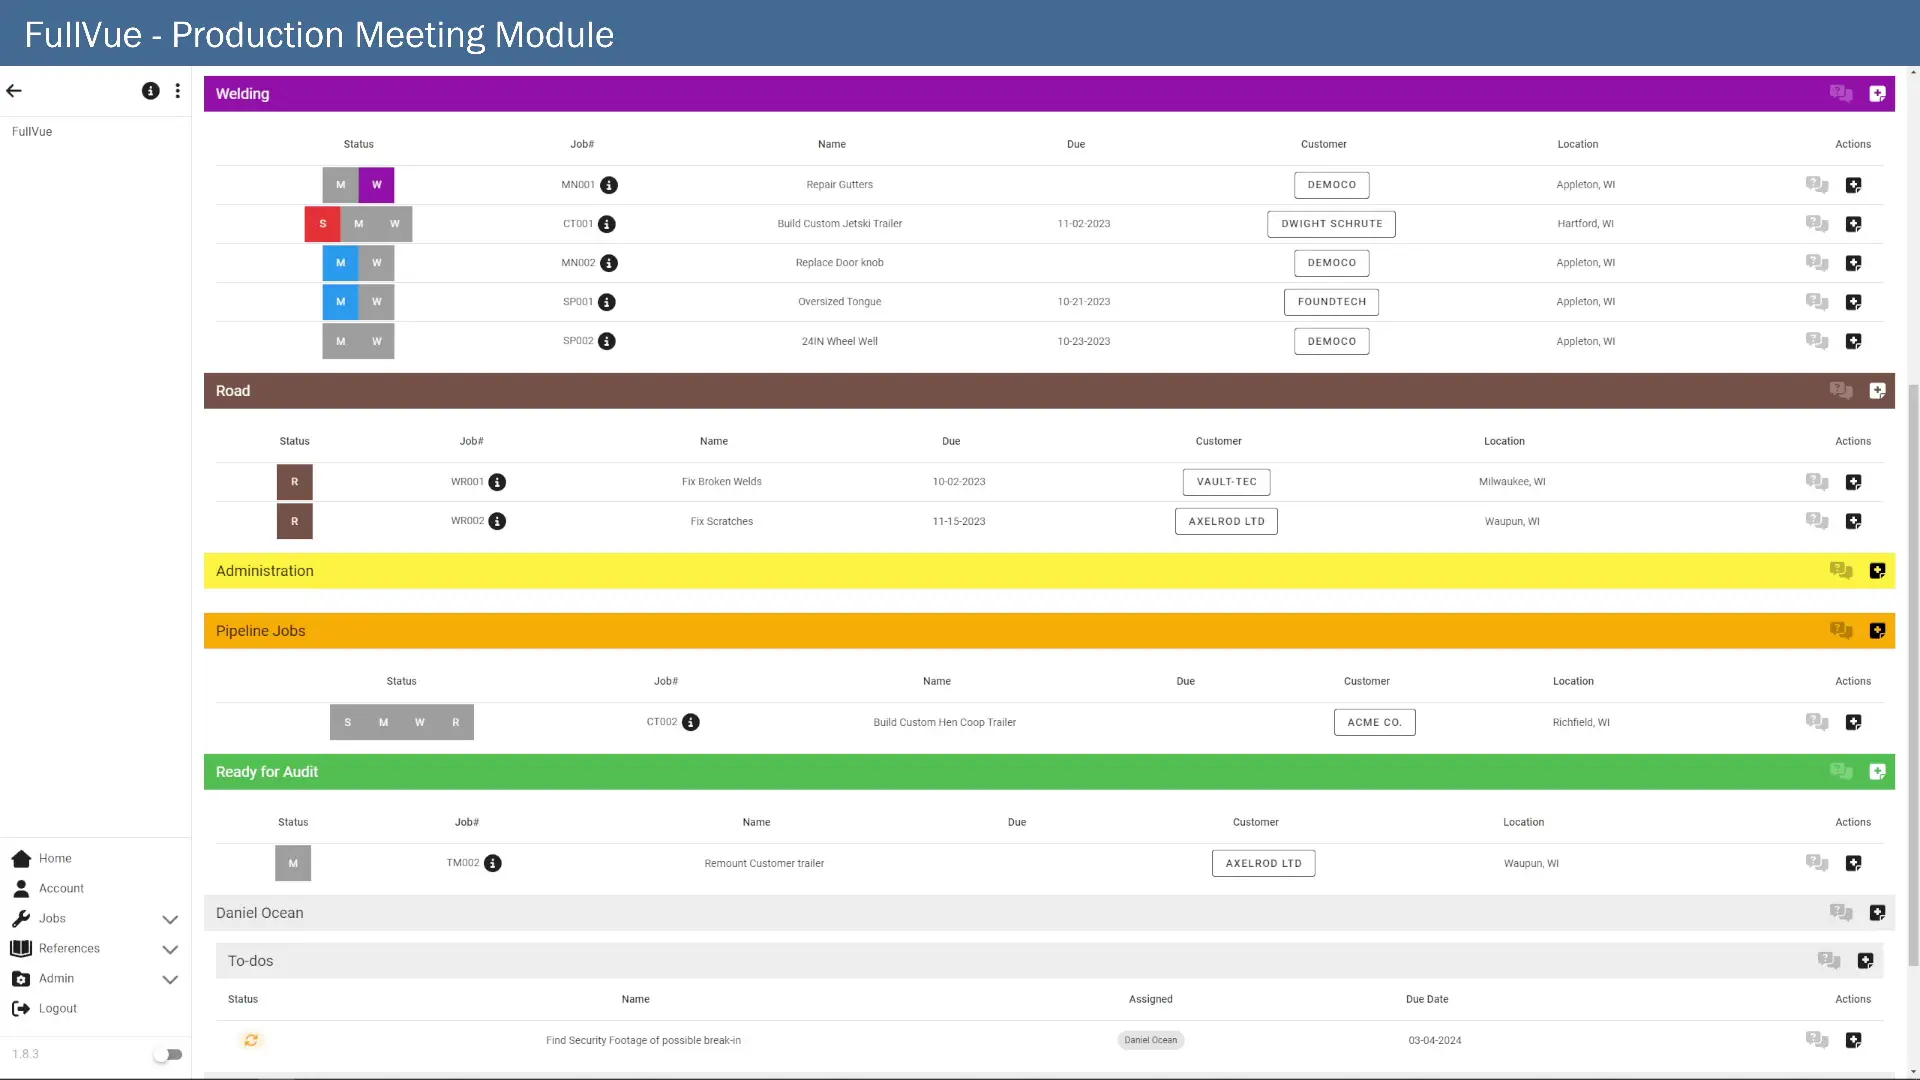 FullVue - Production Meeting Module
FullVue
Welding
Status Job# Name Due Customer Location Actions
M W MN001 Repair Gutters DEMOCO Appleton, WI
S M W CT001 Build Custom Jetski Trailer 11-02-2023 DWIGHT SCHRUTE Hartford, WI
M W MN002 Replace Door knob DEMOCO Appleton, WI
M W SP001 Oversized Tongue 10-21-2023 FOUNDTECH Appleton, WI
M W SP002 24IN Wheel Well 10-23-2023 DEMOCO Appleton, WI
Road
Status Job# Name Due Customer Location Actions
R WR001 Fix Broken Welds 10-02-2023 VAULT-TEC Milwaukee, WI
R WR002 Fix Scratches 11-15-2023 AXELROD LTD Waupun, WI
Administration
Pipeline Jobs
Status Job# Name Due Customer Location Actions
S M W R CT002 Build Custom Hen Coop Trailer ACME CO. Richfield, WI
Ready for Audit
Status Job# Name Due Customer Location Actions
M TM002 Remount Customer trailer AXELROD LTD Waupun, WI
Daniel Ocean
To-dos
Status Name Assigned Due Date Actions
Find Security Footage of possible break-in Daniel Ocean 03-04-2024
Home
Account
Jobs
References
Admin
Logout
1.8.3